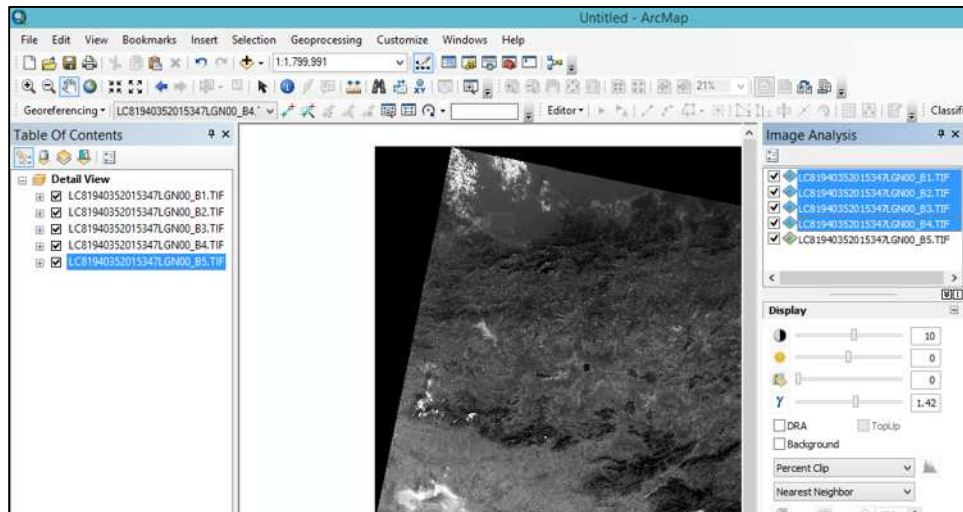 Untitled - ArcMap
File Edit View Bookmarks Insert Selection Geoprocessing Customize Windows Help
1:1,799,991
21%
Georeferencing LC81940352015347LGN00_B4. Editor Classifi
Table Of Contents
Detail View
LC81940352015347LGN00_B1.TIF
LC81940352015347LGN00_B2.TIF
LC81940352015347LGN00_B3.TIF
LC81940352015347LGN00_B4.TIF
LC81940352015347LGN00_B5.TIF
Image Analysis
LC81940352015347LGN00_B1.TIF
LC81940352015347LGN00_B2.TIF
LC81940352015347LGN00_B3.TIF
LC81940352015347LGN00_B4.TIF
LC81940352015347LGN00_B5.TIF
Display
10
0
0
γ 1.42
DRA TopUp
Background
Percent Clip
Nearest Neighbor